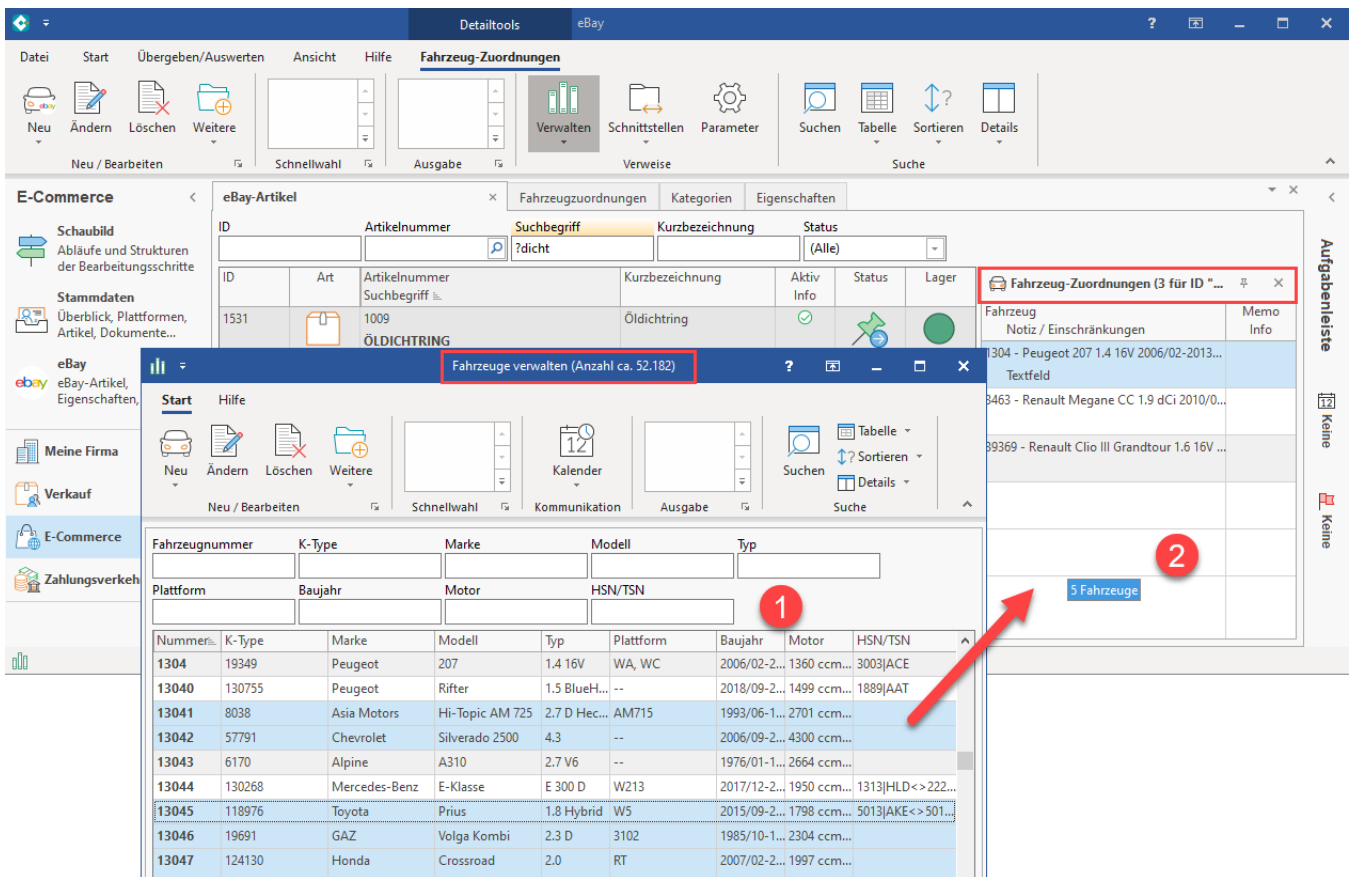 Detailtools eBay ?
Datei Start Übergeben/Auswerten Ansicht Hilfe Fahrzeug-Zuordnungen
Neu Ändern Löschen Weitere Verwalten Schnittstellen Parameter Suchen Tabelle Sortieren Details
Neu / Bearbeiten Schnellwahl Ausgabe Verweise Suche
E-Commerce
Schaubild
Abläufe und Strukturen
der Bearbeitungsschritte
Stammdaten
Überblick, Plattformen,
Artikel, Dokumente...
eBay
ebay eBay-Artikel,
Eigenschaften,
Meine Firma
Verkauf
E-Commerce
Zahlungsverkeh
eBay-Artikel Fahrzeugzuordnungen Kategorien Eigenschaften
ID Artikelnummer Suchbegriff Kurzbezeichnung Status
?dicht (Alle)
ID Art Artikelnummer Kurzbezeichnung Aktiv Status Lager
Suchbegriff Info
1531 1009 Öldichtring
ÖLDICHTRING
Fahrzeug-Zuordnungen (3 für ID "...
Fahrzeug Memo
Notiz / Einschränkungen Info
1304 - Peugeot 207 1.4 16V 2006/02-2013...
Textfeld
3463 - Renault Megane CC 1.9 dCi 2010/0...
39369 - Renault Clio III Grandtour 1.6 16V ...
2
5 Fahrzeuge
Aufgabenliste
12 Keine
Keine
Fahrzeuge verwalten (Anzahl ca. 52.182) ?
Start Hilfe
Neu Ändern Löschen Weitere 12 Kalender Suchen Tabelle
Sortieren
Details
Neu / Bearbeiten Schnellwahl Kommunikation Ausgabe Suche
Fahrzeugnummer K-Type Marke Modell Typ
Plattform Baujahr Motor HSN/TSN
1
Nummer K-Type Marke Modell Typ Plattform Baujahr Motor HSN/TSN
1304 19349 Peugeot 207 1.4 16V WA, WC 2006/02-2... 1360 ccm... 3003|ACE
13040 130755 Peugeot Rifter 1.5 BlueH... -- 2018/09-2... 1499 ccm... 1889|AAT
13041 8038 Asia Motors Hi-Topic AM 725 2.7 D Hec... AM715 1993/06-1... 2701 ccm...
13042 57791 Chevrolet Silverado 2500 4.3 -- 2006/09-2... 4300 ccm...
13043 6170 Alpine A310 2.7 V6 -- 1976/01-1... 2664 ccm...
13044 130268 Mercedes-Benz E-Klasse E 300 D W213 2017/12-2... 1950 ccm... 1313|HLD<>222...
13045 118976 Toyota Prius 1.8 Hybrid W5 2015/09-2... 1798 ccm... 5013|AKE<>501...
13046 19691 GAZ Volga Kombi 2.3 D 3102 1985/10-1... 2304 ccm...
13047 124130 Honda Crossroad 2.0 RT 2007/02-2... 1997 ccm...